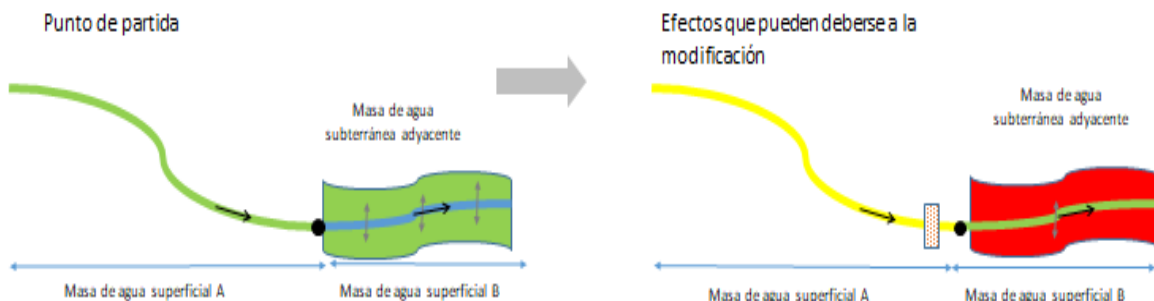 Punto de partida
Efectos que pueden deberse a la
modificación
Masa de agua
subterránea adyacente
Masa de agua
subterránea adyacente
Masa de agua superficial A
Masa de agua superficial B
Masa de agua superficial A
Masa de agua superficial B